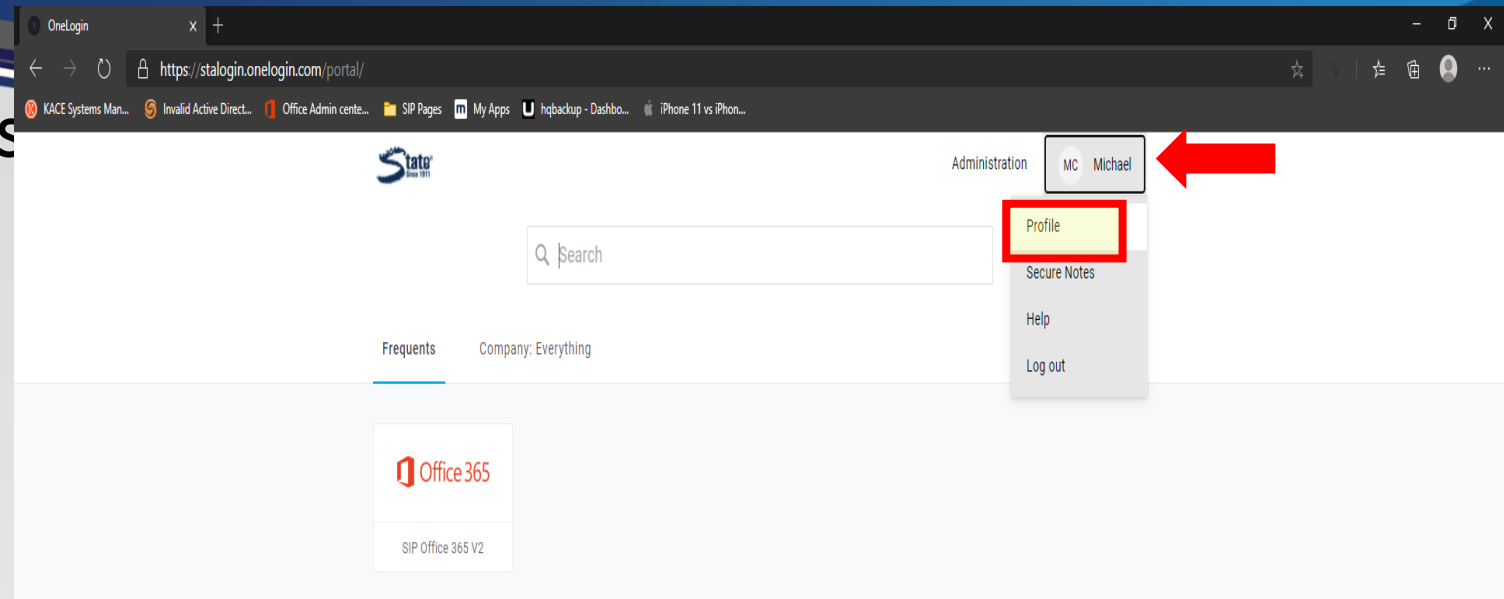 OneLogin
https://stalogin.onelogin.com/portal/
KACE Systems Man... Invalid Active Direct... Office Admin cente... SIP Pages My Apps hqbackup - Dashbo... iPhone 11 vs iPhon...
S
State Since 1911
Administration MC Michael
Profile
Search
Secure Notes
Help
Frequents Company: Everything
Log out
Office 365
SIP Office 365 V2